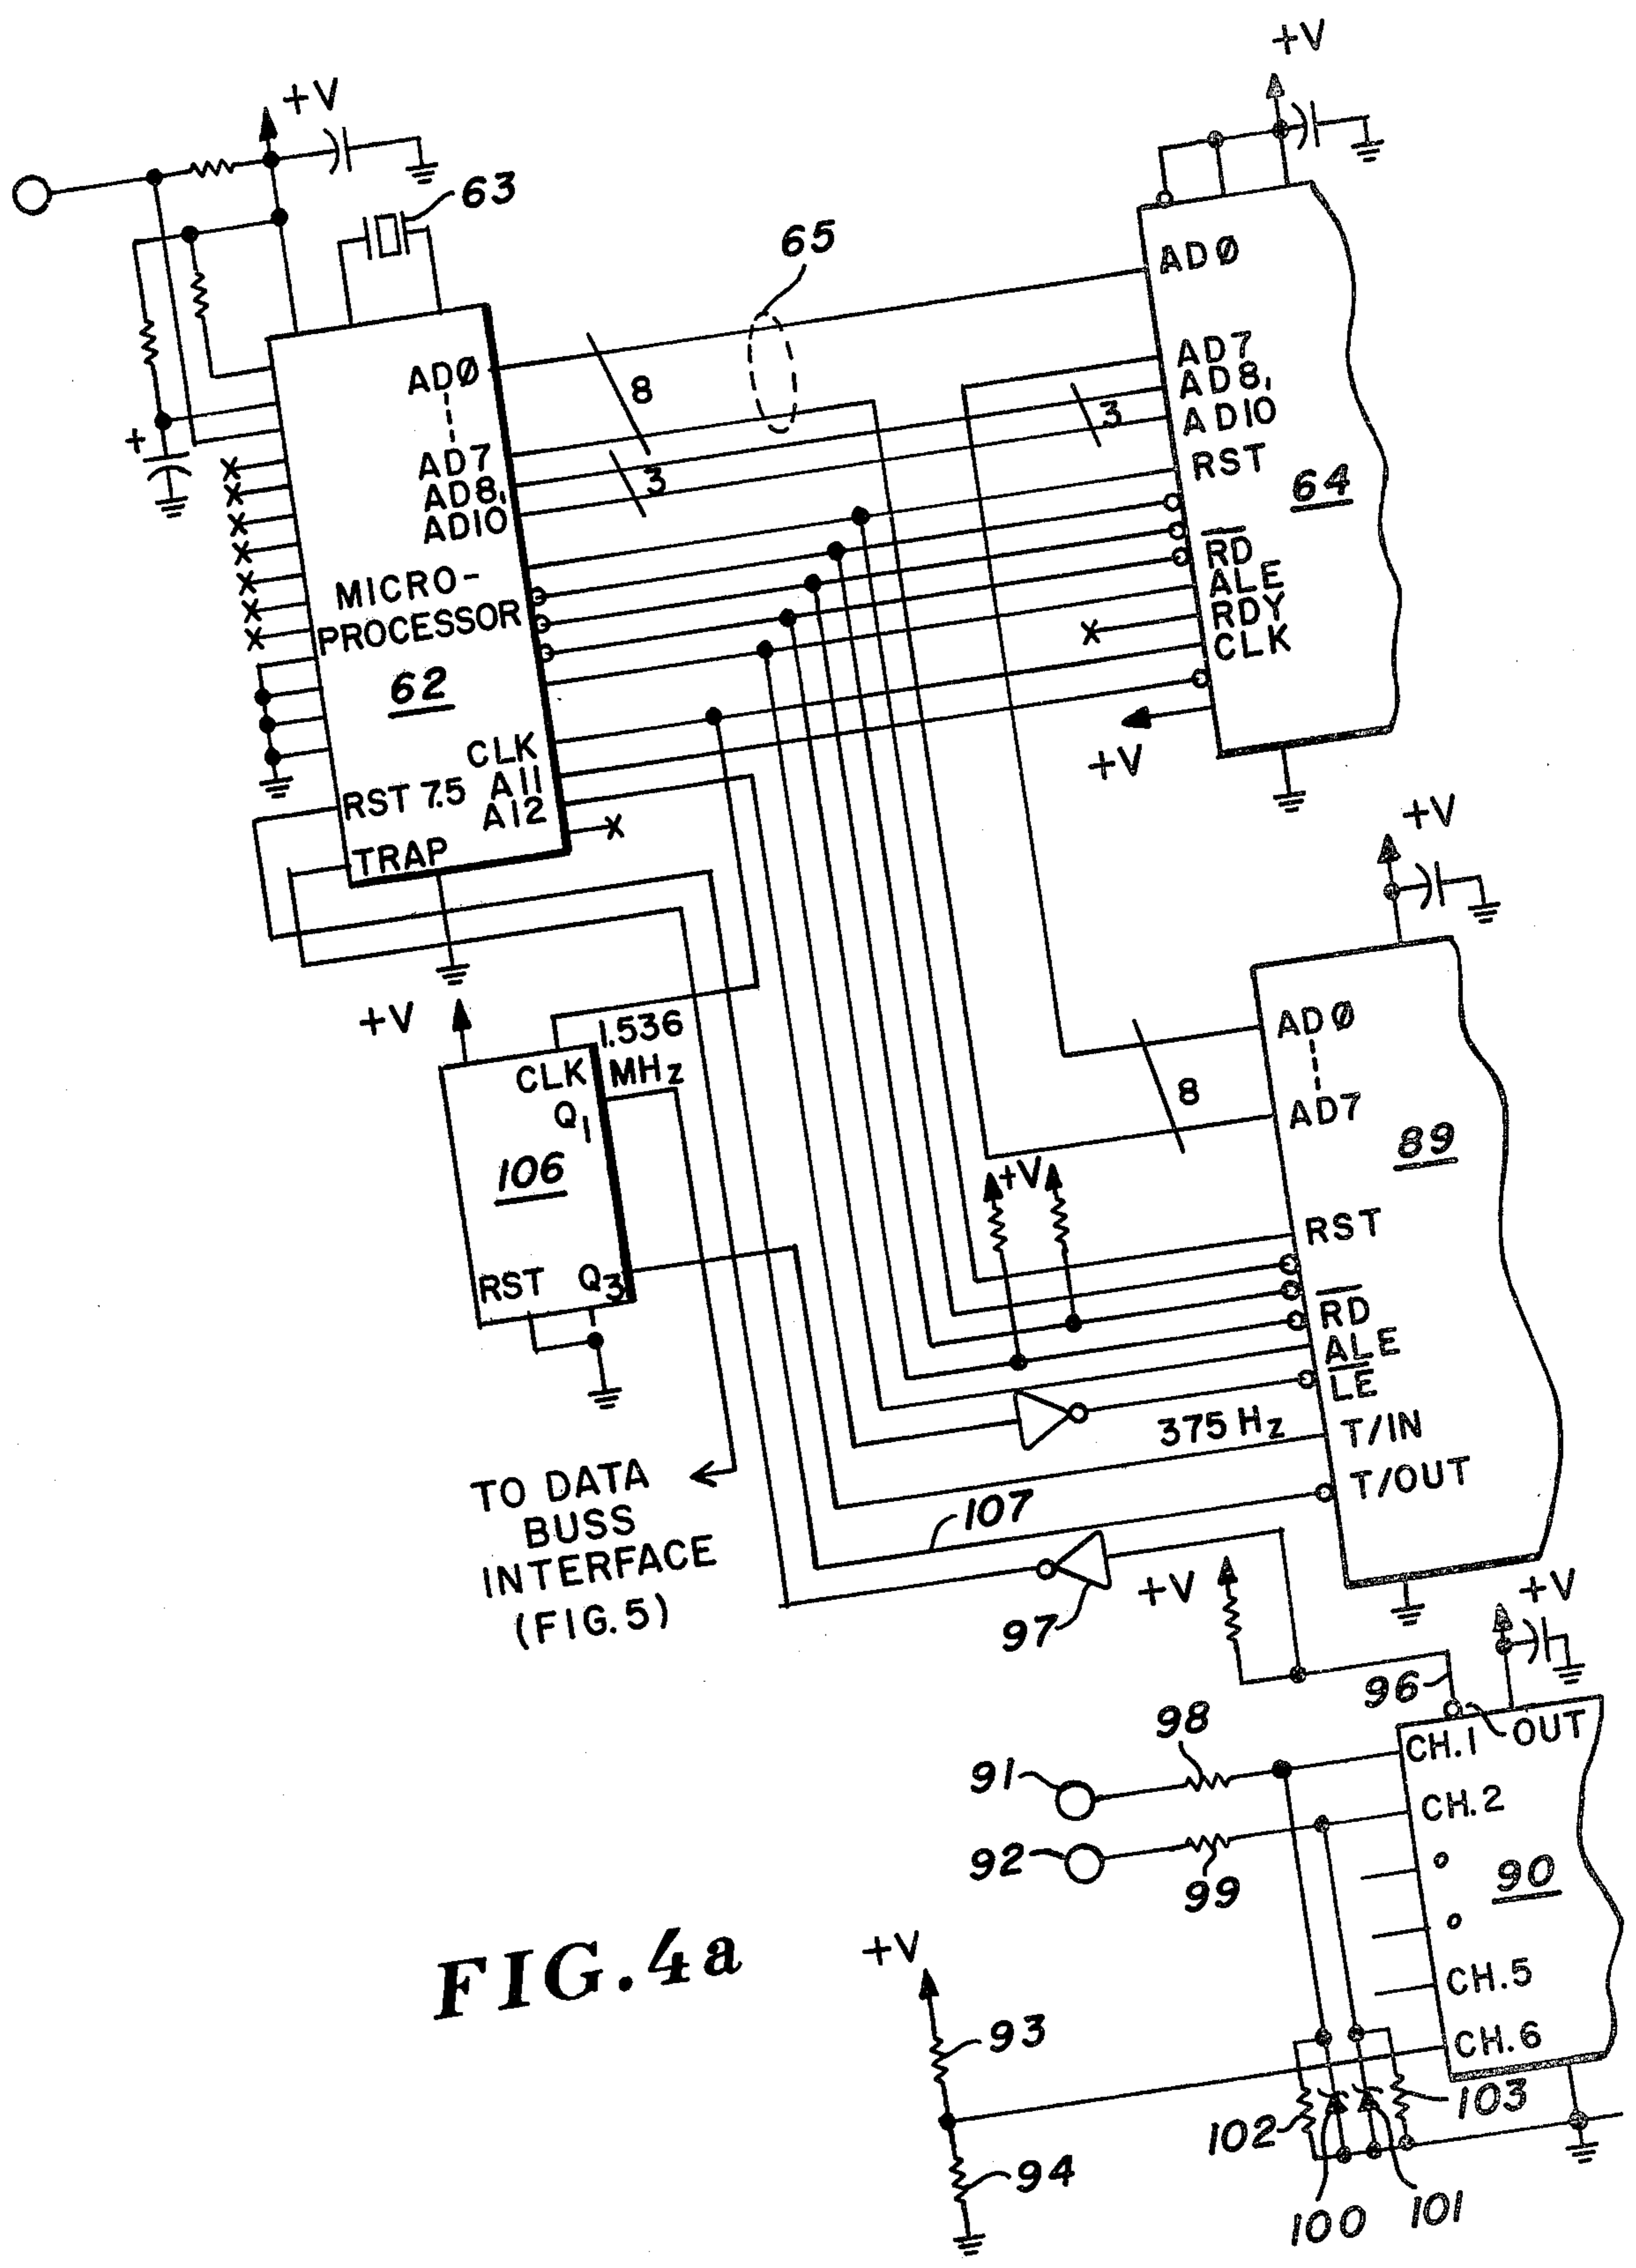 +V
+V
63
65
AD0
AD7
AD8,
AD10
RST
RD
ALE
RDY
CLK
64
3
+V
AD0
AD7
AD8,
AD10
8
3
MICRO-
PROCESSOR
62
CLK
A11
A12
RST 7.5
TRAP
+V
+V
1.536
MHz
CLK
Q1
106
RST
Q3
AD0
AD7
8
89
+V
RST
RD
ALE
LE
T/IN
T/OUT
375 Hz
107
TO DATA
BUSS
INTERFACE
(FIG.5)
97
+V
+V
96
OUT
98
91
CH.1
CH.2
92
99
90
CH.5
CH.6
+V
93
94
102
103
100
101
+
FIG.4a